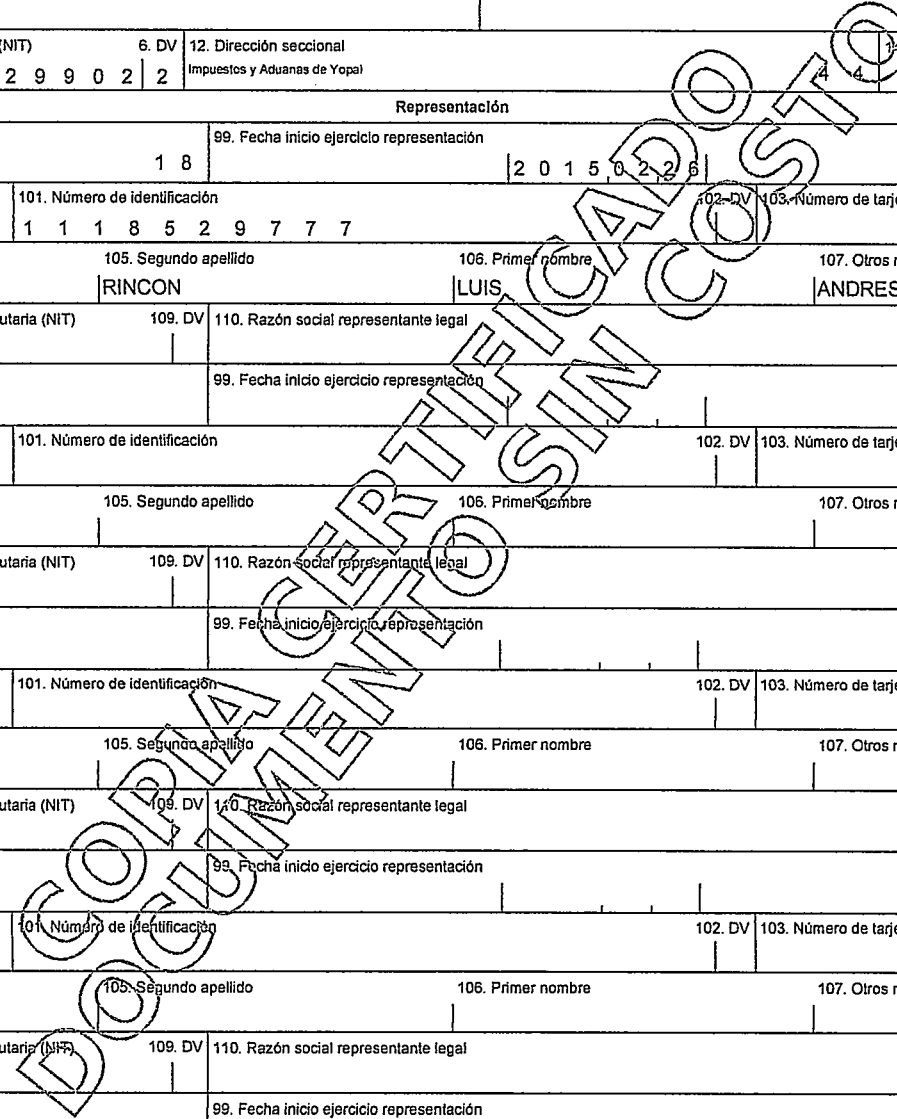 (NIT) 6. DV 12. Dirección seccional
2 9 9 0 2 2 Impuestos y Aduanas de Yopal 4 4
Representación
99. Fecha inicio ejercicio representación
1 8 2 0 1 5 0 2 2 6
101. Número de identificación 102. DV 103. Número de tarje
1 1 1 8 5 2 9 7 7 7
105. Segundo apellido 106. Primer nombre 107. Otros
RINCON LUIS ANDRES
utaria (NIT) 109. DV 110. Razón social representante legal
99. Fecha inicio ejercicio representación
101. Número de identificación 102. DV 103. Número de tarje
105. Segundo apellido 106. Primer nombre 107. Otros
utaria (NIT) 109. DV 110. Razón social representante legal
99. Fecha inicio ejercicio representación
101. Número de identificación 102. DV 103. Número de tarje
105. Segundo apellido 106. Primer nombre 107. Otros
utaria (NIT) 109. DV 110. Razón social representante legal
99. Fecha inicio ejercicio representación
101. Número de identificación 102. DV 103. Número de tarje
105. Segundo apellido 106. Primer nombre 107. Otros
utaria (NIT) 109. DV 110. Razón social representante legal
99. Fecha inicio ejercicio representación
COPIA CERTIFICADO
DOCUMENTO SIN COSTO